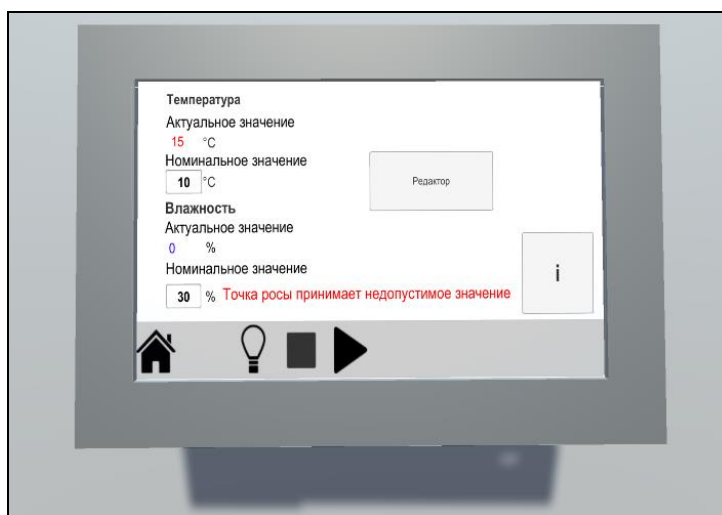 Температура
Актуальное значение
15 °C
Номинальное значение
10 °C
Редактор
Влажность
Актуальное значение
0 %
Номинальное значение
30 % Точка росы принимает недопустимое значение
i